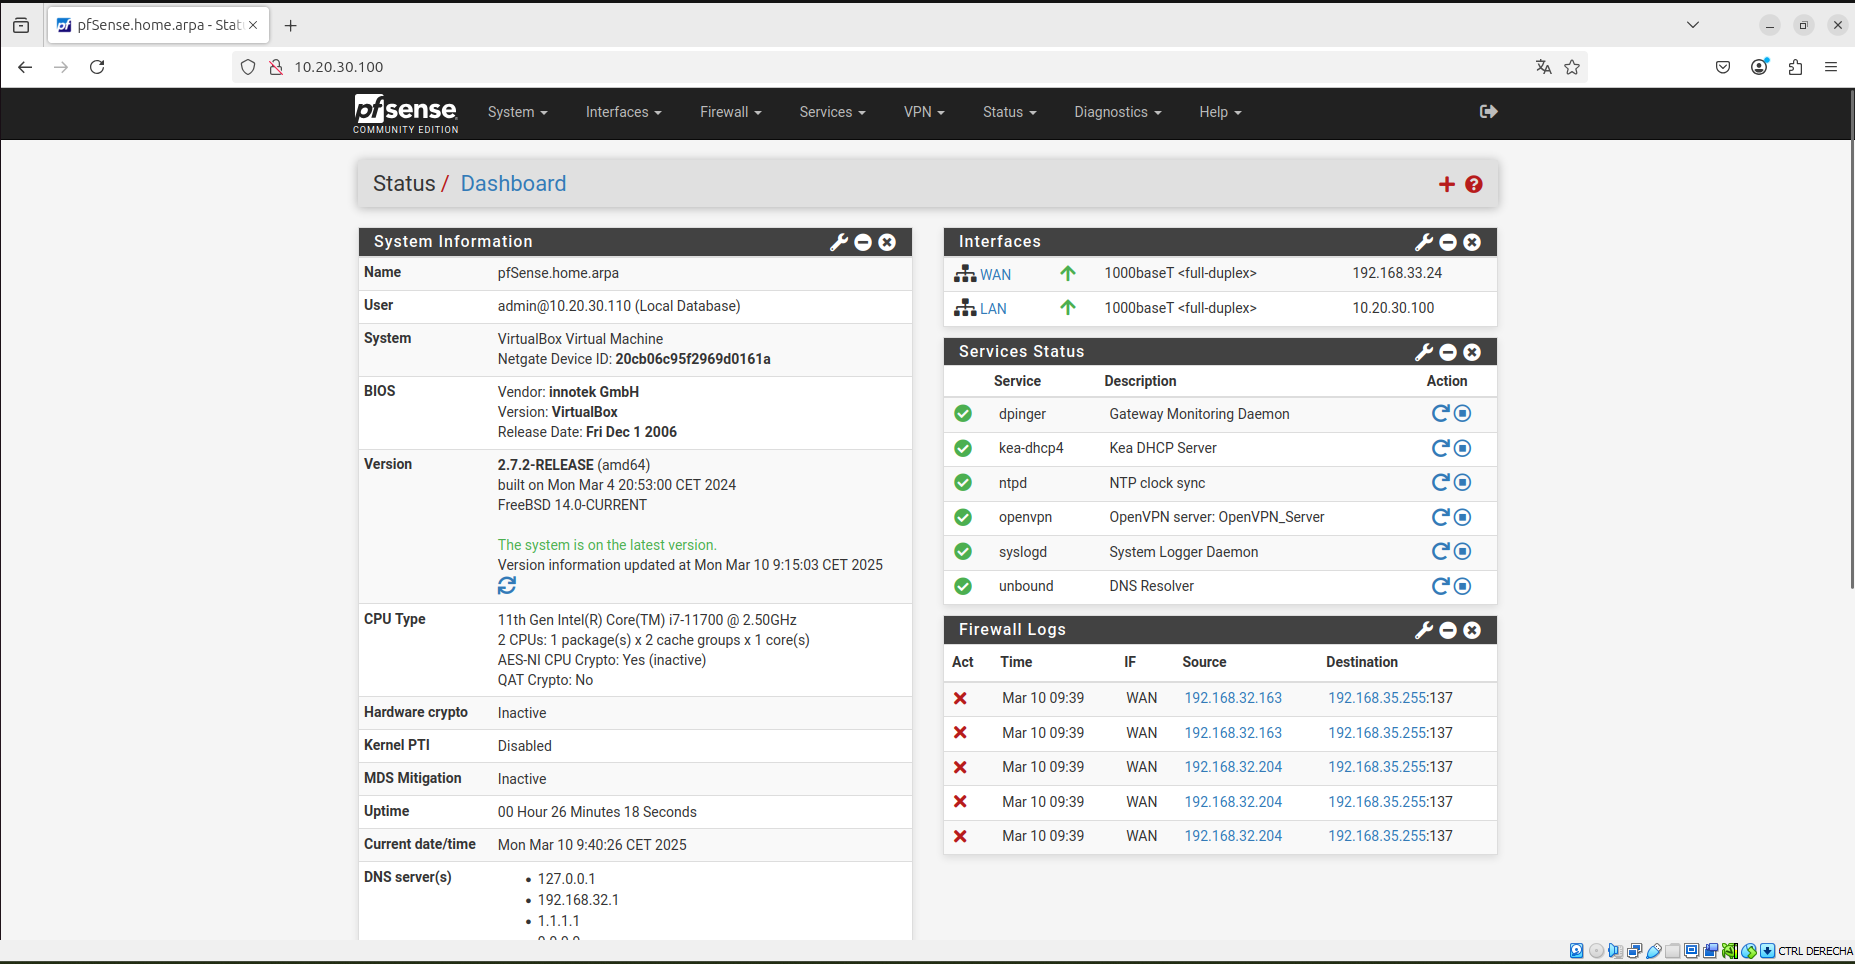 pfSense.home.arpa - Stat
10.20.30.100
pfsense
COMMUNITY EDITION
System
Interfaces
Firewall
Services
VPN
Status
Diagnostics
Help
Status / Dashboard
System Information
Name pfSense.home.arpa
User admin@10.20.30.110 (Local Database)
System VirtualBox Virtual Machine
Netgate Device ID: 20cb06c95f2969d0161a
BIOS Vendor: innotek GmbH
Version: VirtualBox
Release Date: Fri Dec 1 2006
Version 2.7.2-RELEASE (amd64)
built on Mon Mar 4 20:53:00 CET 2024
FreeBSD 14.0-CURRENT
The system is on the latest version.
Version information updated at Mon Mar 10 9:15:03 CET 2025
CPU Type 11th Gen Intel(R) Core(TM) i7-11700 @ 2.50GHz
2 CPUs: 1 package(s) x 2 cache groups x 1 core(s)
AES-NI CPU Crypto: Yes (inactive)
QAT Crypto: No
Hardware crypto Inactive
Kernel PTI Disabled
MDS Mitigation Inactive
Uptime 00 Hour 26 Minutes 18 Seconds
Current date/time Mon Mar 10 9:40:26 CET 2025
DNS server(s) 127.0.0.1
192.168.32.1
1.1.1.1
Interfaces
WAN 1000baseT <full-duplex> 192.168.33.24
LAN 1000baseT <full-duplex> 10.20.30.100
Services Status
Service Description Action
dpinger Gateway Monitoring Daemon
kea-dhcp4 Kea DHCP Server
ntpd NTP clock sync
openvpn OpenVPN server: OpenVPN_Server
syslogd System Logger Daemon
unbound DNS Resolver
Firewall Logs
Act Time IF Source Destination
Mar 10 09:39 WAN 192.168.32.163 192.168.35.255:137
Mar 10 09:39 WAN 192.168.32.163 192.168.35.255:137
Mar 10 09:39 WAN 192.168.32.204 192.168.35.255:137
Mar 10 09:39 WAN 192.168.32.204 192.168.35.255:137
Mar 10 09:39 WAN 192.168.32.204 192.168.35.255:137
CTRL DERECHA